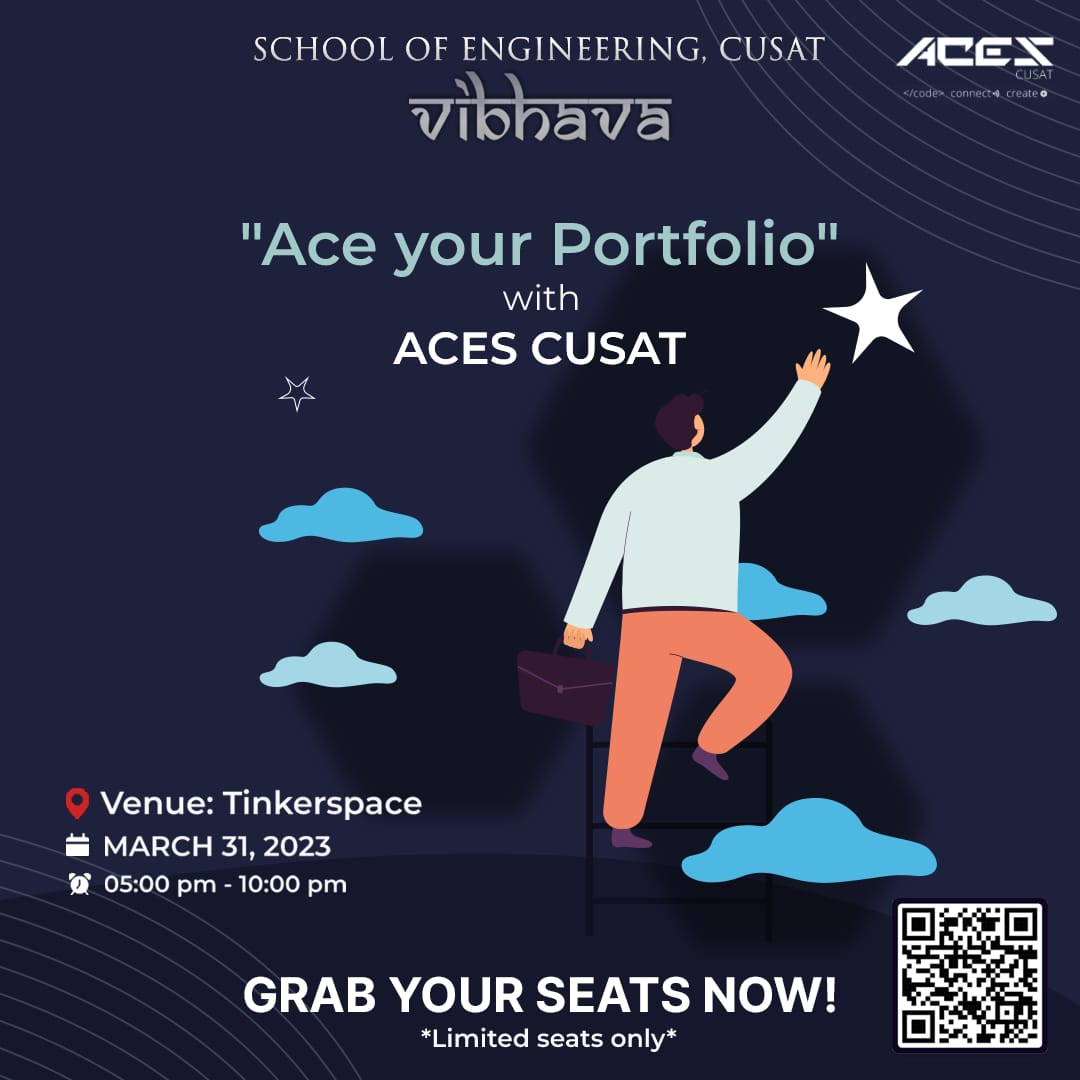 SCHOOL OF ENGINEERING, CUSAT
vibhava
ACES
CUSAT
</code> connect create
"Ace your Portfolio"
with
ACES CUSAT
Venue: Tinkerspace
MARCH 31, 2023
05:00 pm - 10:00 pm
GRAB YOUR SEATS NOW!
*Limited seats only*